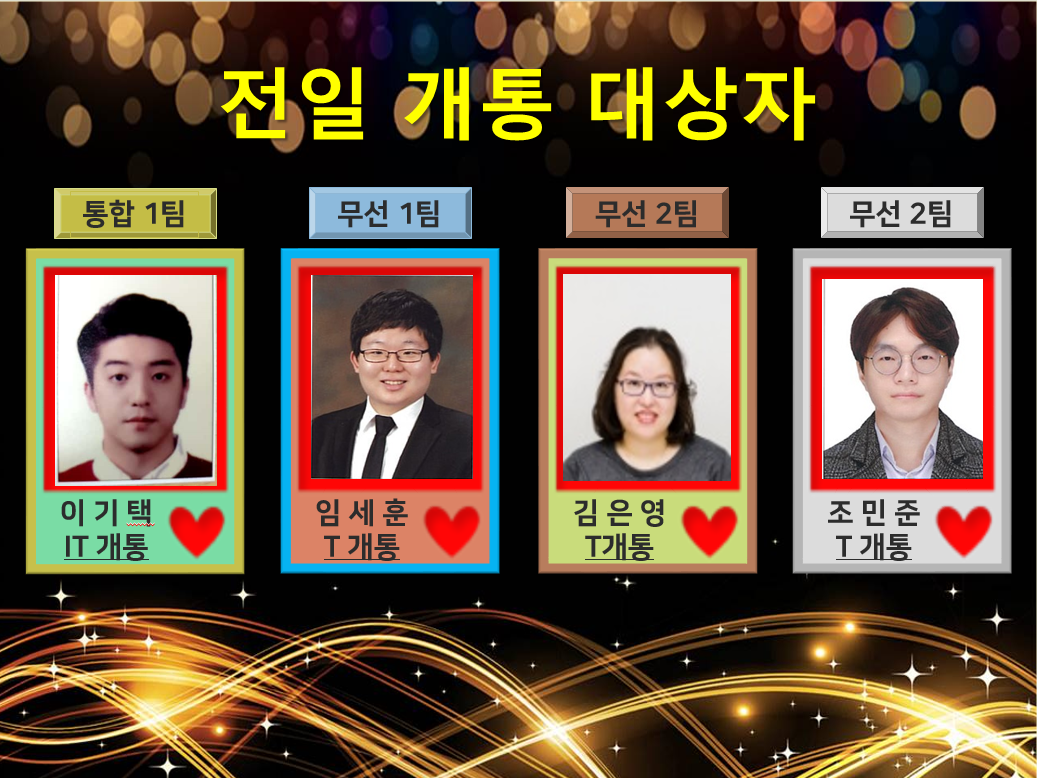 전일 개통 대상자
통합 1팀
이 기 택
IT 개통
무선 1팀
임 세 훈
T 개통
무선 2팀
김 은 영
T개통
무선 2팀
조 민 준
T 개통